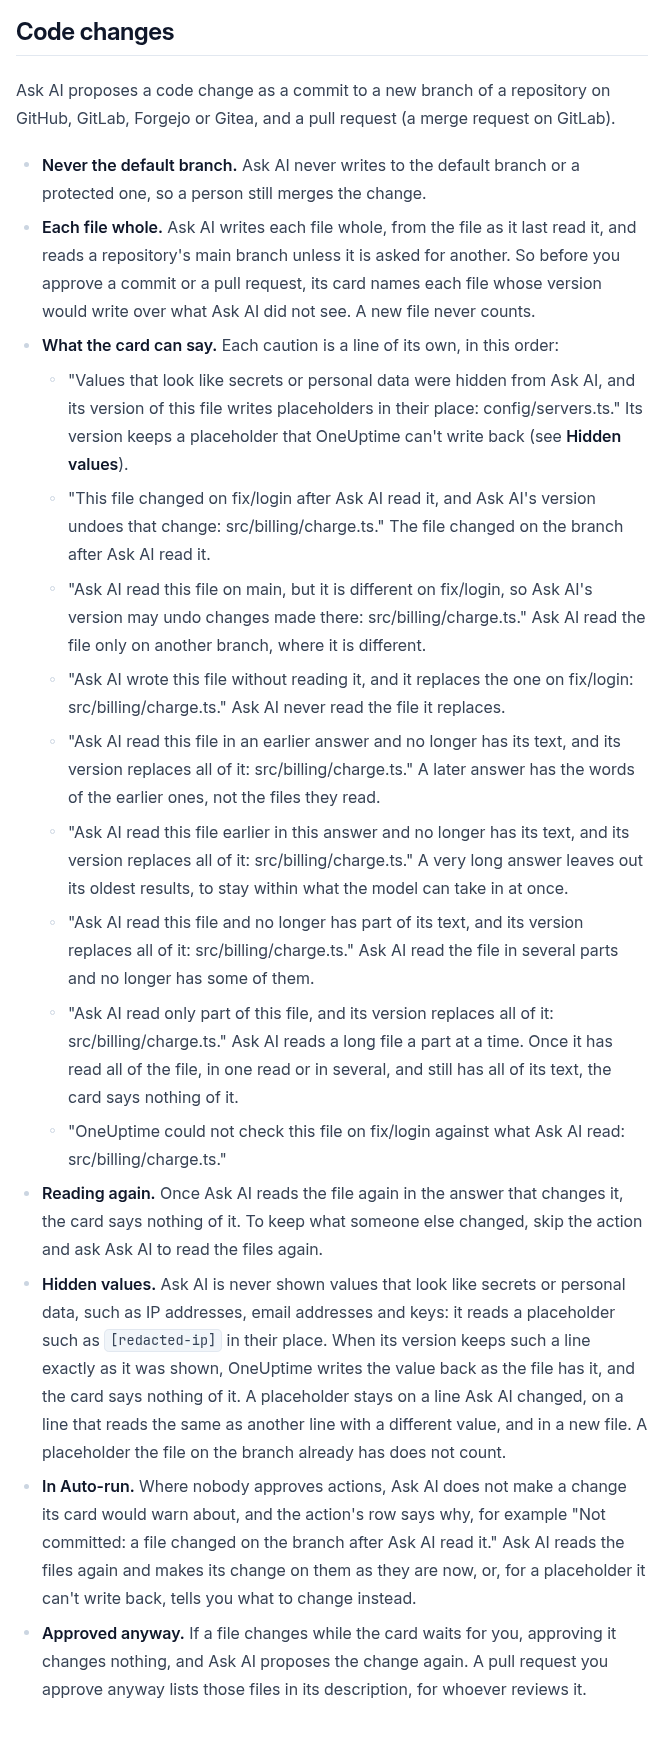 Code changes
Ask AI proposes a code change as a commit to a new branch of a repository on
GitHub, GitLab, Forgejo or Gitea, and a pull request (a merge request on GitLab).
Never the default branch. Ask AI never writes to the default branch or a
protected one, so a person still merges the change.
Each file whole. Ask AI writes each file whole, from the file as it last read it, and
reads a repository's main branch unless it is asked for another. So before you
approve a commit or a pull request, its card names each file whose version
would write over what Ask AI did not see. A new file never counts.
What the card can say. Each caution is a line of its own, in this order:
"Values that look like secrets or personal data were hidden from Ask AI, and
its version of this file writes placeholders in their place: config/servers.ts." Its
version keeps a placeholder that OneUptime can't write back (see Hidden
values).
"This file changed on fix/login after Ask AI read it, and Ask AI's version
undoes that change: src/billing/charge.ts." The file changed on the branch
after Ask AI read it.
"Ask AI read this file on main, but it is different on fix/login, so Ask AI's
version may undo changes made there: src/billing/charge.ts." Ask AI read the
file only on another branch, where it is different.
"Ask AI wrote this file without reading it, and it replaces the one on fix/login:
src/billing/charge.ts." Ask AI never read the file it replaces.
"Ask AI read this file in an earlier answer and no longer has its text, and its
version replaces all of it: src/billing/charge.ts." A later answer has the words
of the earlier ones, not the files they read.
"Ask AI read this file earlier in this answer and no longer has its text, and its
version replaces all of it: src/billing/charge.ts." A very long answer leaves out
its oldest results, to stay within what the model can take in at once.
"Ask AI read this file and no longer has part of its text, and its version
replaces all of it: src/billing/charge.ts." Ask AI read the file in several parts
and no longer has some of them.
"Ask AI read only part of this file, and its version replaces all of it:
src/billing/charge.ts." Ask AI reads a long file a part at a time. Once it has
read all of the file, in one read or in several, and still has all of its text, the
card says nothing of it.
"OneUptime could not check this file on fix/login against what Ask AI read:
src/billing/charge.ts."
Reading again. Once Ask AI reads the file again in the answer that changes it,
the card says nothing of it. To keep what someone else changed, skip the action
and ask Ask AI to read the files again.
Hidden values. Ask AI is never shown values that look like secrets or personal
data, such as IP addresses, email addresses and keys: it reads a placeholder
such as [redacted-ip] in their place. When its version keeps such a line
exactly as it was shown, OneUptime writes the value back as the file has it, and
the card says nothing of it. A placeholder stays on a line Ask AI changed, on a
line that reads the same as another line with a different value, and in a new file. A
placeholder the file on the branch already has does not count.
In Auto-run. Where nobody approves actions, Ask AI does not make a change
its card would warn about, and the action's row says why, for example "Not
committed: a file changed on the branch after Ask AI read it." Ask AI reads the
files again and makes its change on them as they are now, or, for a placeholder it
can't write back, tells you what to change instead.
Approved anyway. If a file changes while the card waits for you, approving it
changes nothing, and Ask AI proposes the change again. A pull request you
approve anyway lists those files in its description, for whoever reviews it.